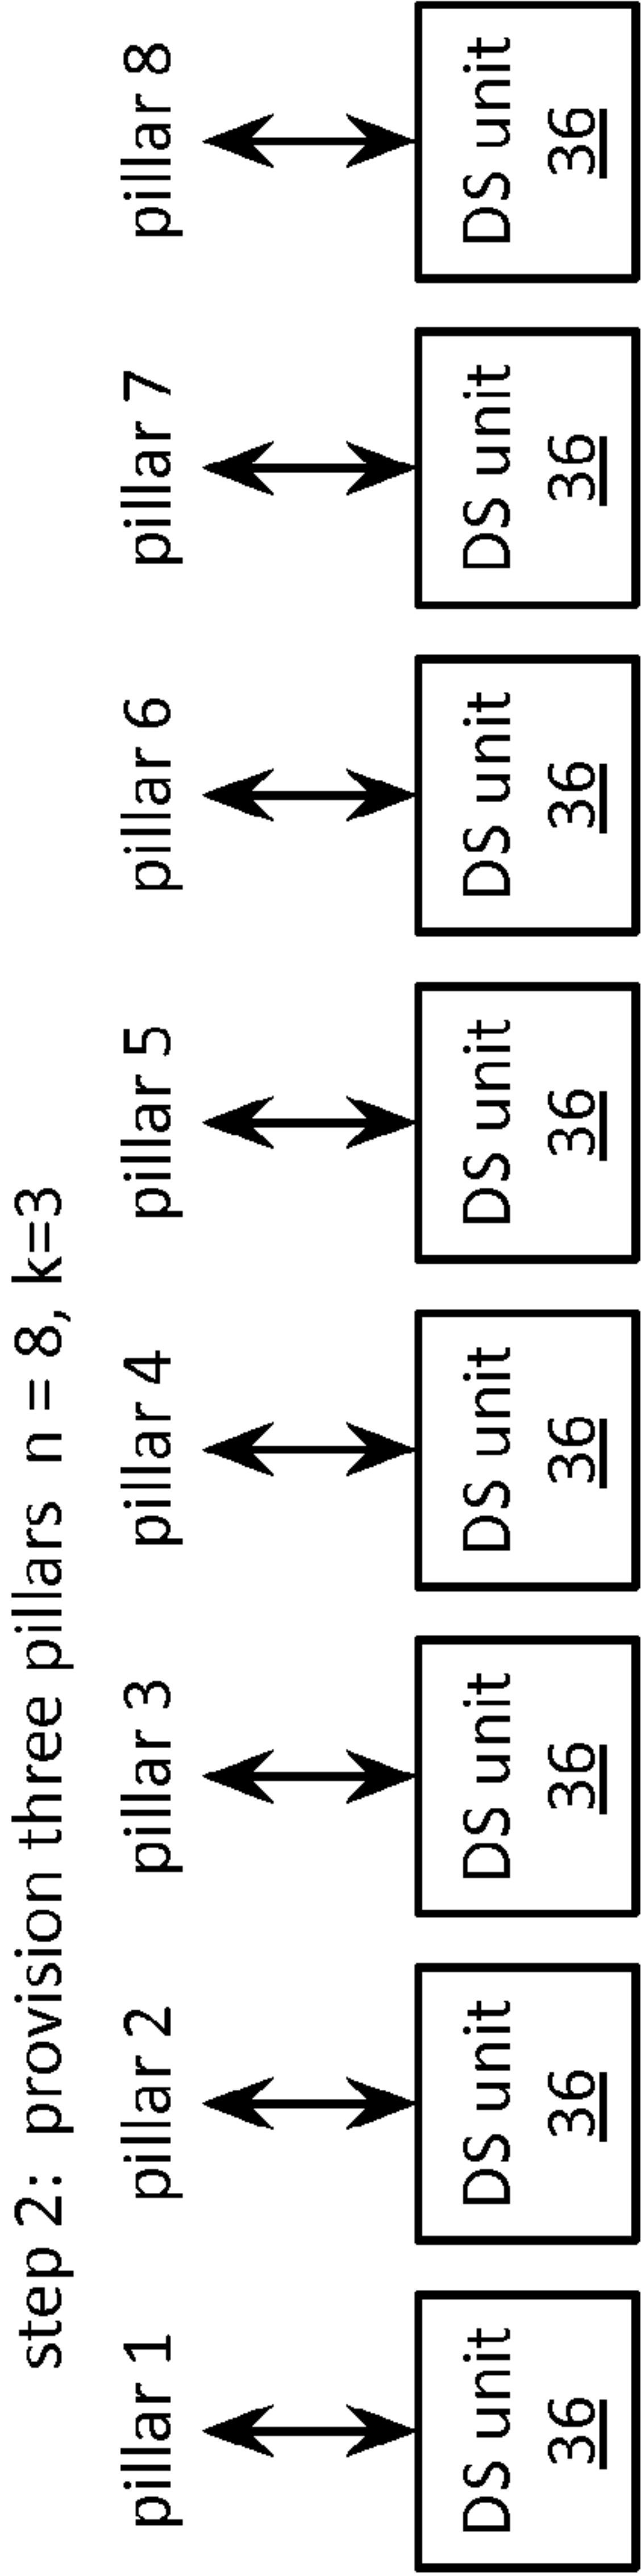 step 2:  provision three pillars  n = 8, k=3
pillar 1 pillar 2 pillar 3 pillar 4 pillar 5 pillar 6 pillar 7 pillar 8
DS unit DS unit DS unit DS unit DS unit DS unit DS unit DS unit
36 36 36 36 36 36 36 36